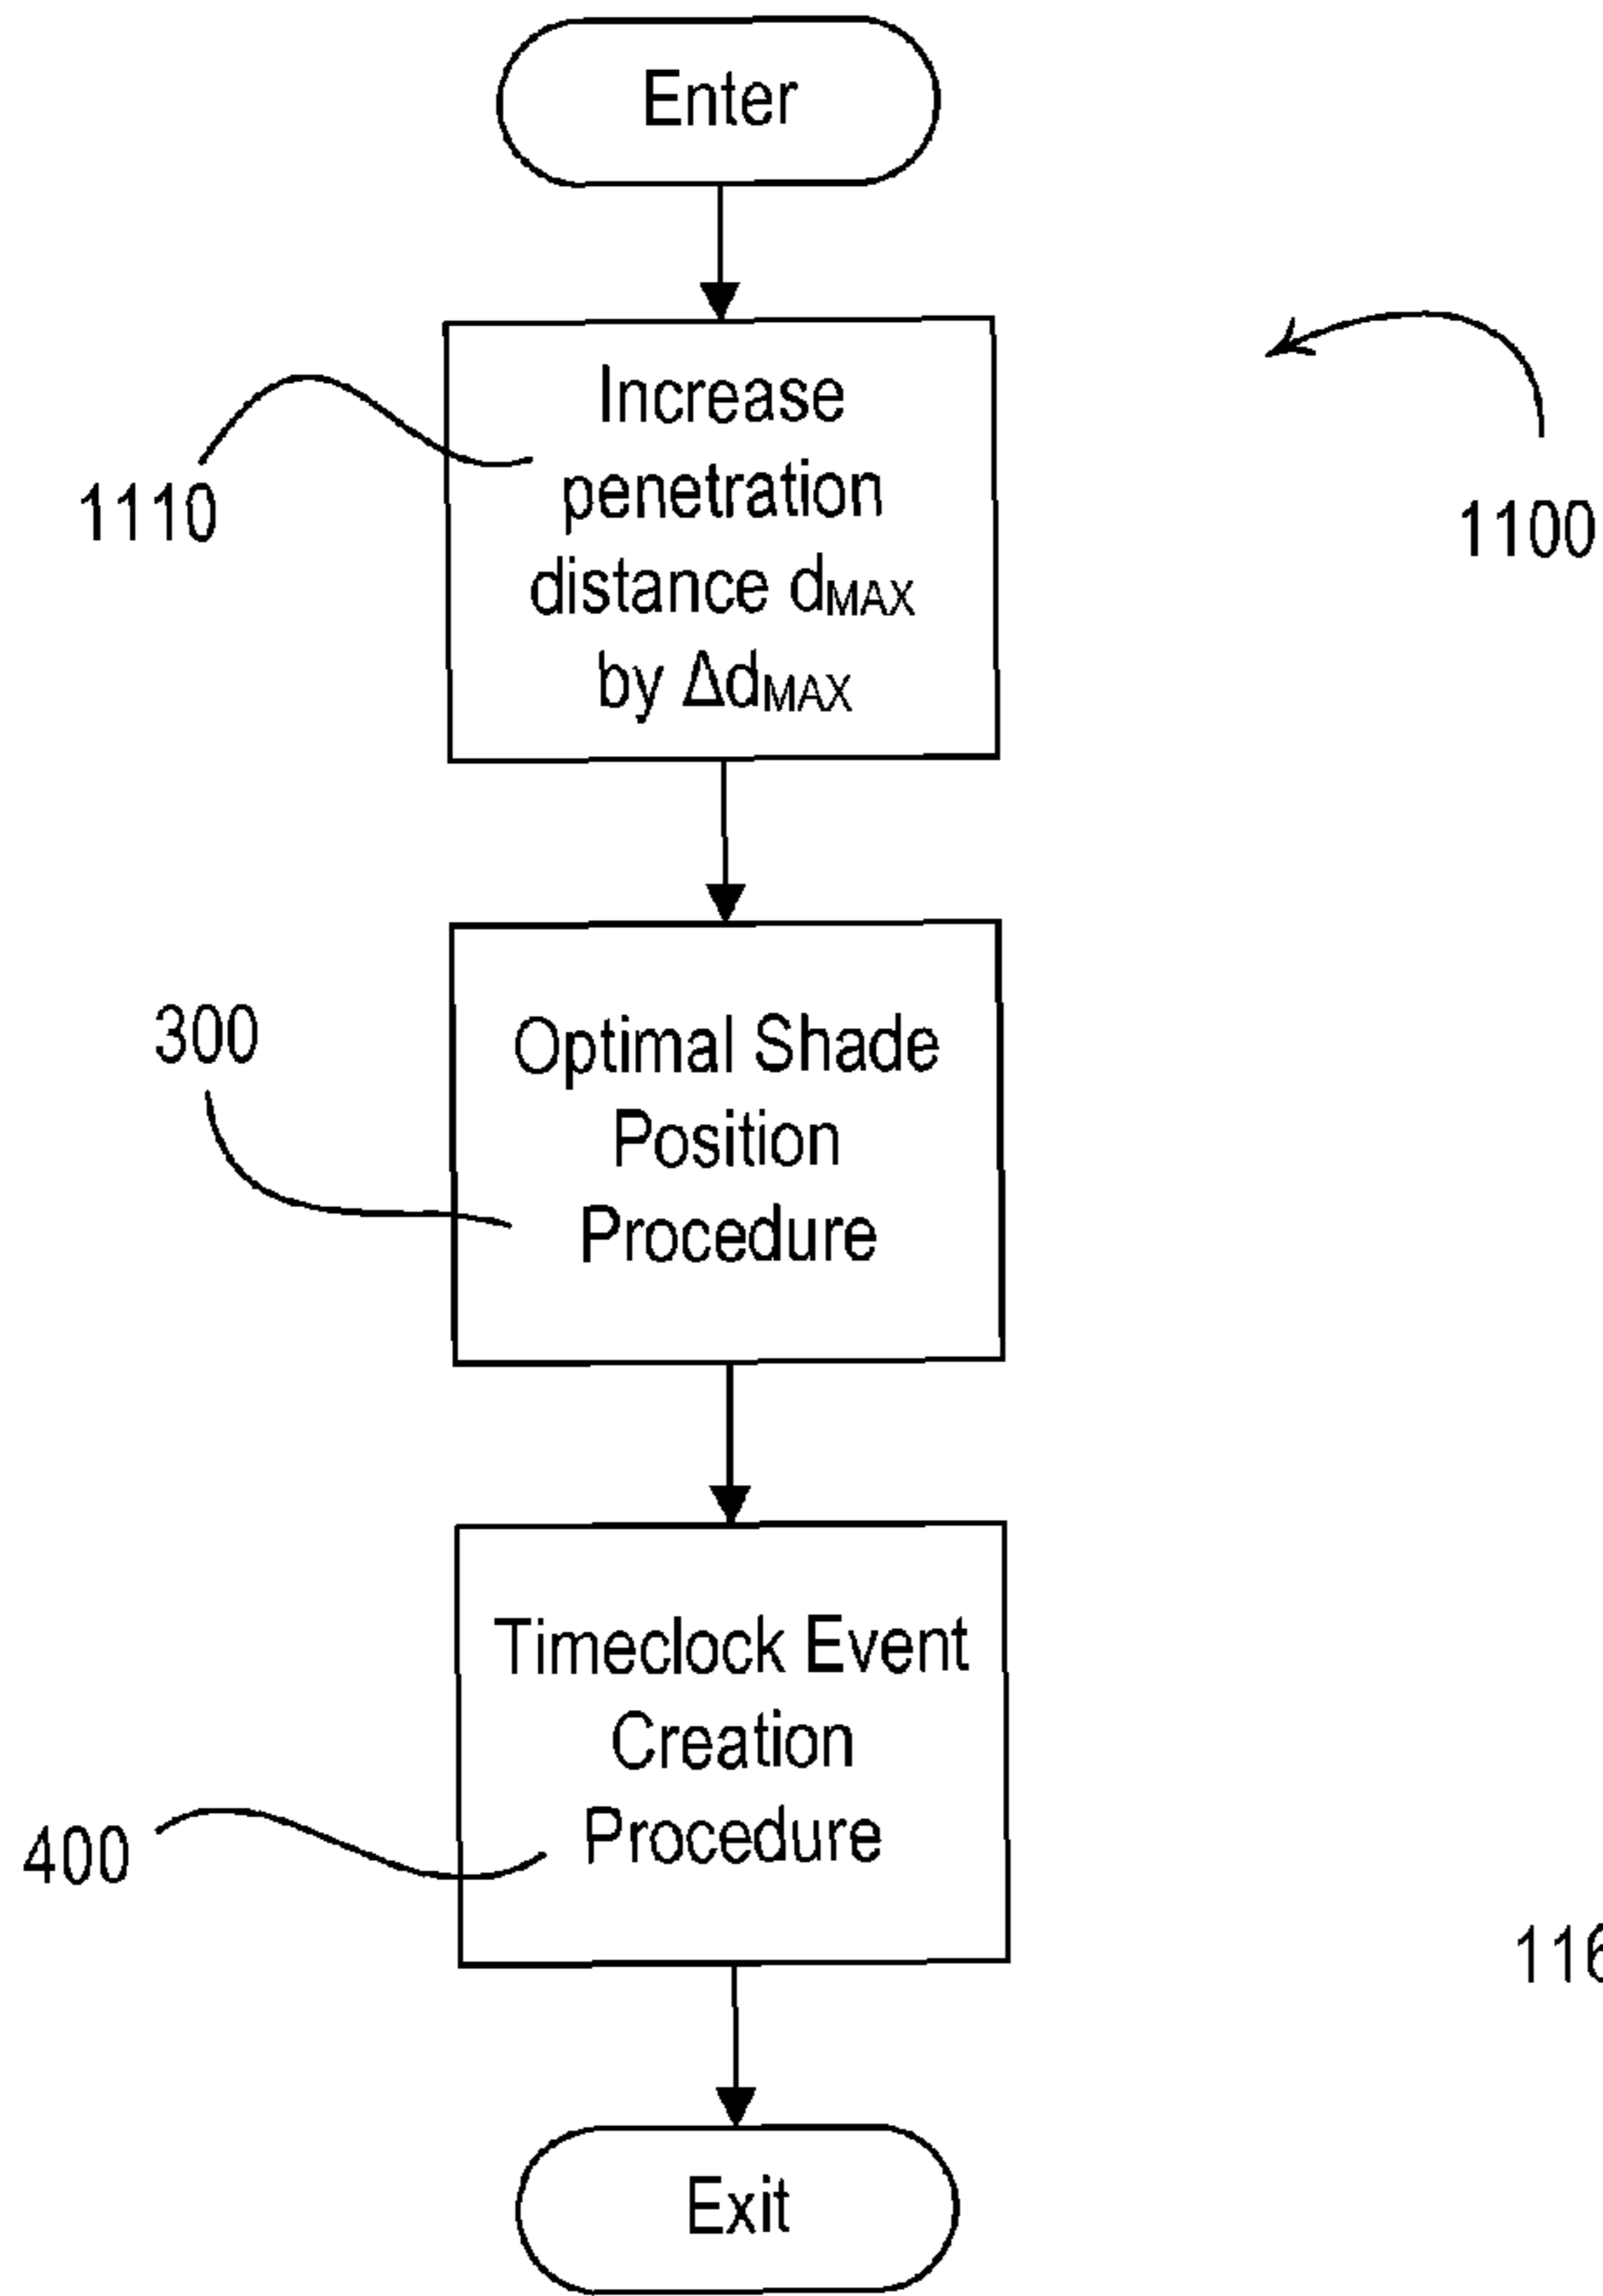 Enter
Increase
penetration
distance dMAX
by ΔdMAX
1110
1100
300
Optimal Shade
Position
Procedure
Timeclock Event
Creation
Procedure
400
Exit